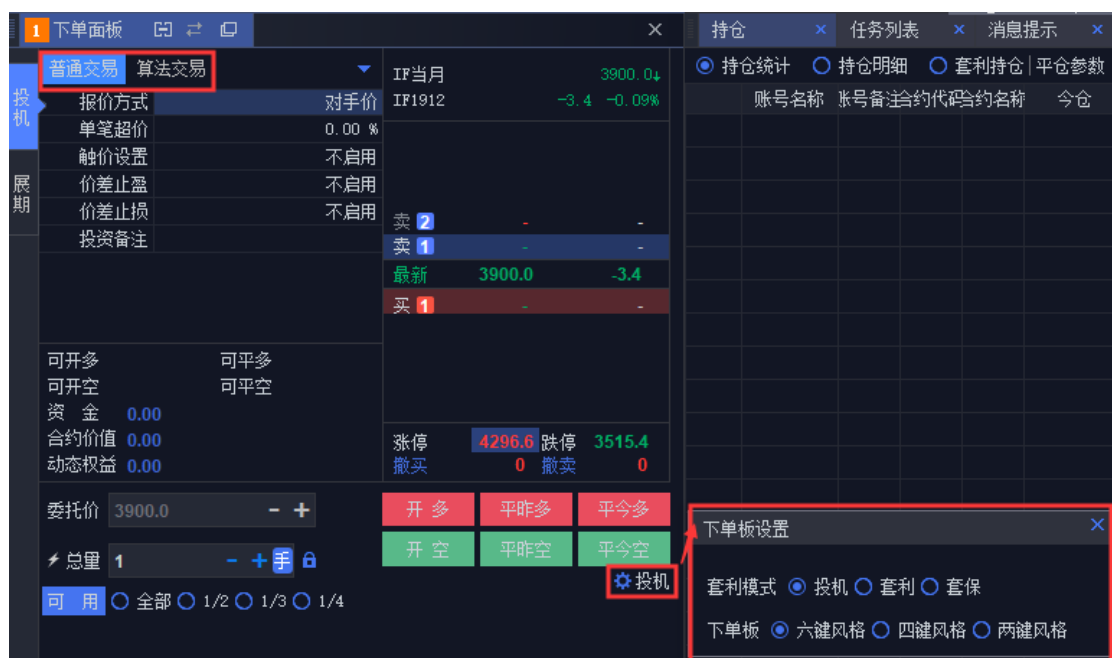 1 下单面板
普通交易 算法交易
投机
展期
报价方式 对手价
单笔超价 0.00 %
触价设置 不启用
价差止盈 不启用
价差止损 不启用
投资备注
可开多 可平多
可开空 可平空
资 金 0.00
合约价值 0.00
动态权益 0.00
IF当月 3900.0↓
IF1912 -3.4 -0.09%
卖 2 - -
卖 1 - -
最新 3900.0 -3.4
买 1 - -
涨停 4296.6 跌停 3515.4
撤买 0 撤卖 0
委托价 3900.0 - +
总量 1 - + 手
可 用 全部 1/2 1/3 1/4
开 多 平昨多 平今多
开 空 平昨空 平今空
投机
持仓 × 任务列表 × 消息提示 ×
持仓统计 持仓明细 套利持仓 平仓参数
账号名称 账号备注 合约代码 合约名称 今仓
下单板设置 ×
套利模式 投机 套利 套保
下单板 六键风格 四键风格 两键风格